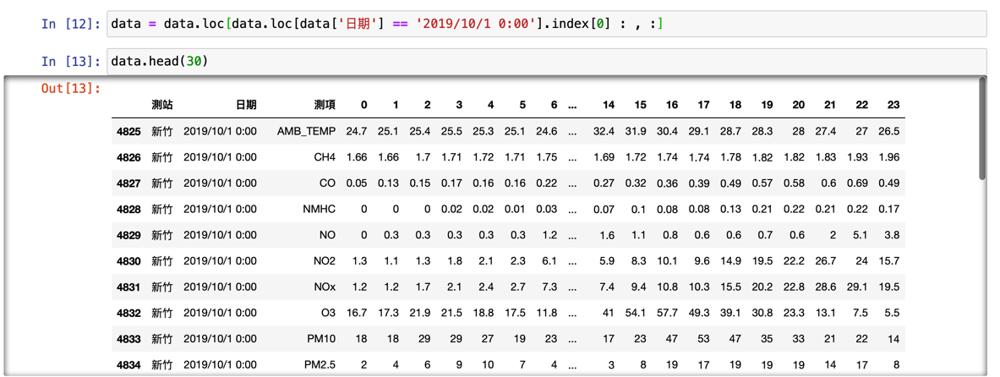 In [12]: data = data.loc[data.loc[data['日期'] == '2019/10/1 0:00'].index[0] : , :]
In [13]: data.head(30)
Out[13]:
測站 日期 測項 0 1 2 3 4 5 6 ... 14 15 16 17 18 19 20 21 22 23
4825 新竹 2019/10/1 0:00 AMB_TEMP 24.7 25.1 25.4 25.5 25.3 25.1 24.6 ... 32.4 31.9 30.4 29.1 28.7 28.3 28 27.4 27 26.5
4826 新竹 2019/10/1 0:00 CH4 1.66 1.66 1.7 1.71 1.72 1.71 1.75 ... 1.69 1.72 1.74 1.74 1.78 1.82 1.82 1.83 1.93 1.96
4827 新竹 2019/10/1 0:00 CO 0.05 0.13 0.15 0.17 0.16 0.16 0.22 ... 0.27 0.32 0.36 0.39 0.49 0.57 0.58 0.6 0.69 0.49
4828 新竹 2019/10/1 0:00 NMHC 0 0 0 0.02 0.02 0.01 0.03 ... 0.07 0.1 0.08 0.08 0.13 0.21 0.22 0.21 0.22 0.17
4829 新竹 2019/10/1 0:00 NO 0 0.3 0.3 0.3 0.3 0.3 1.2 ... 1.6 1.1 0.8 0.6 0.6 0.7 0.6 2 5.1 3.8
4830 新竹 2019/10/1 0:00 NO2 1.3 1.1 1.3 1.8 2.1 2.3 6.1 ... 5.9 8.3 10.1 9.6 14.9 19.5 22.2 26.7 24 15.7
4831 新竹 2019/10/1 0:00 NOx 1.2 1.2 1.7 2.1 2.4 2.7 7.3 ... 7.4 9.4 10.8 10.3 15.5 20.2 22.8 28.6 29.1 19.5
4832 新竹 2019/10/1 0:00 O3 16.7 17.3 21.9 21.5 18.8 17.5 11.8 ... 41 54.1 57.7 49.3 39.1 30.8 23.3 13.1 7.5 5.5
4833 新竹 2019/10/1 0:00 PM10 18 18 29 29 27 19 23 ... 17 23 47 53 47 35 33 21 22 14
4834 新竹 2019/10/1 0:00 PM2.5 2 4 6 9 10 7 4 ... 3 8 19 17 19 19 19 14 17 8